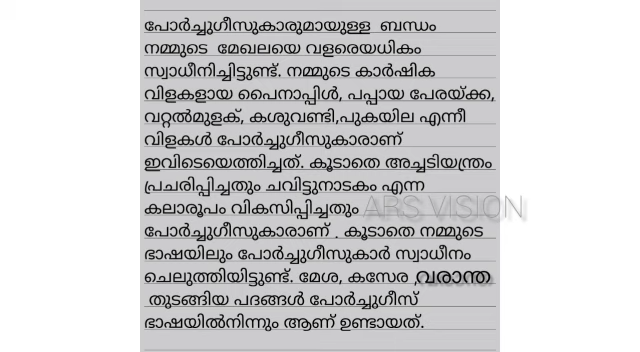 പോർച്ചുഗീസുകാരുമായുള്ള ബന്ധം
നമ്മുടെ മേഖലയെ വളരെയധികം
സ്വാധീനിച്ചിട്ടുണ്ട്. നമ്മുടെ കാർഷിക
വിളകളായ പൈനാപ്പിൾ, പപ്പായ പേരയ്ക്ക,
വറ്റൽമുളക്, കശുവണ്ടി,പുകയില എന്നീ
വിളകൾ പോർച്ചുഗീസുകാരാണ്
ഇവിടെയെത്തിച്ചത്. കൂടാതെ അച്ചടിയന്ത്രം
പ്രചരിപ്പിച്ചതും ചവിട്ടുനാടകം എന്ന
കലാരൂപം വികസിപ്പിച്ചതും
ARS VISION
പോർച്ചുഗീസുകാരാണ് . കൂടാതെ നമ്മുടെ
ഭാഷയിലും പോർച്ചുഗീസുകാർ സ്വാധീനം
ചെലുത്തിയിട്ടുണ്ട്. മേശ, കസേര ,വരാന്ത
തുടങ്ങിയ പദങ്ങൾ പോർച്ചുഗീസ്
ഭാഷയിൽനിന്നും ആണ് ഉണ്ടായത്.